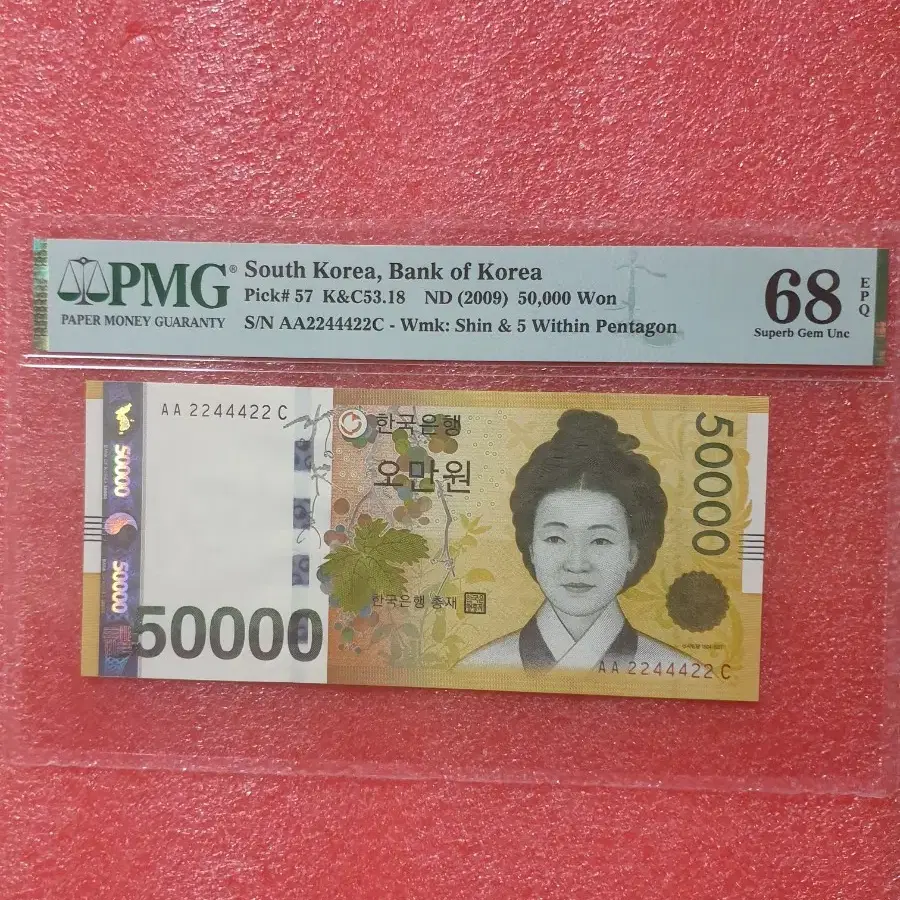 PMG®
PAPER MONEY GUARANTY
South Korea, Bank of Korea
Pick# 57 K&C53.18 ND (2009) 50,000 Won
S/N AA2244422C - Wmk: Shin & 5 Within Pentagon
68
EPQ
Superb Gem Unc
AA 2244422 C
한국은행
오만원
50000
50000
50000
한국은행 총재
50000
AA 2244422 C